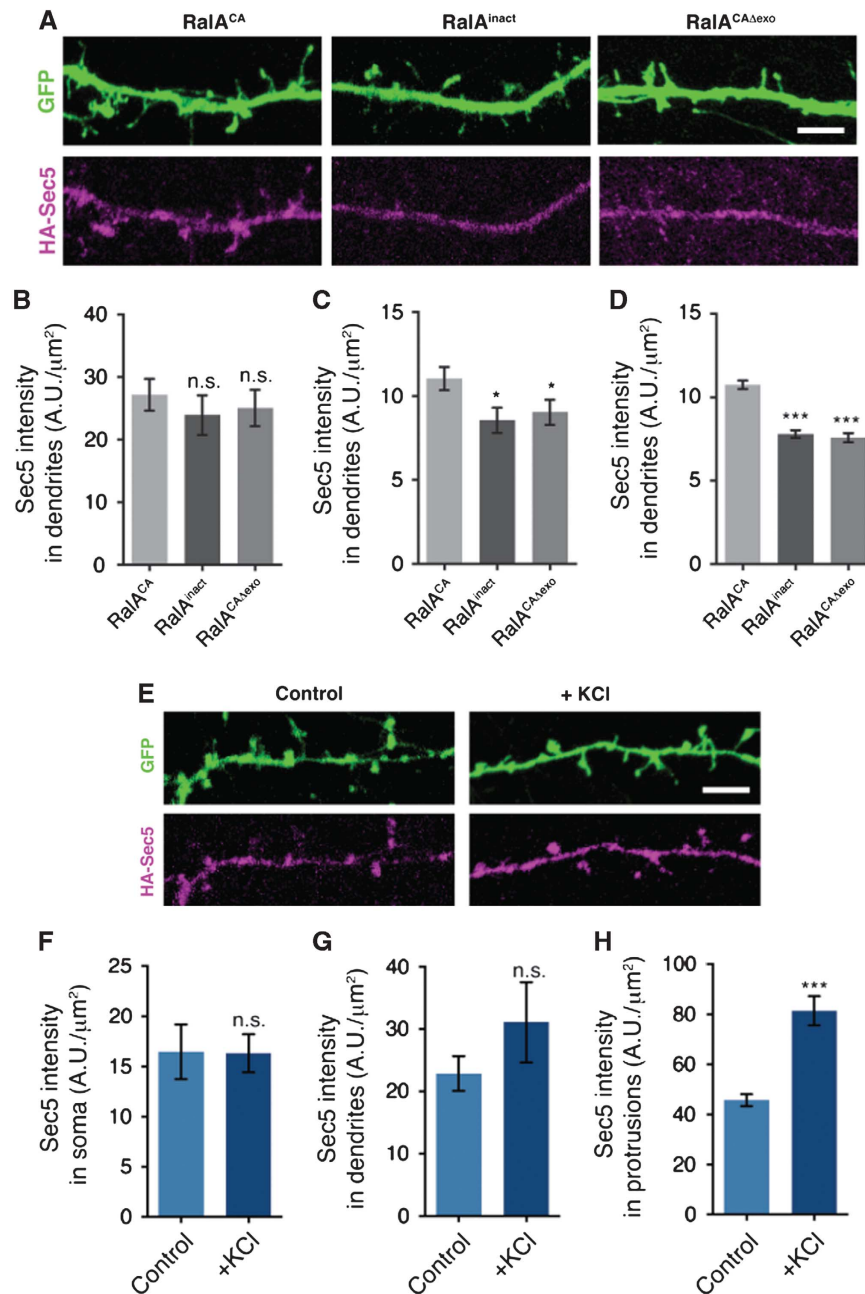 A
RalA^CA RalA^inact RalA^CAΔexo
GFP
HA-Sec5
B C D
Sec5 intensity
in dendrites (A.U./μm²)
40
30
20
10
0
n.s.
n.s.
RalA^CA
RalA^inact
RalA^CAΔexo
Sec5 intensity
in dendrites (A.U./μm²)
15
10
5
0
*
*
RalA^CA
RalA^inact
RalA^CAΔexo
Sec5 intensity
in dendrites (A.U./μm²)
15
10
5
0
***
***
RalA^CA
RalA^inact
RalA^CAΔexo
E
Control + KCl
GFP
HA-Sec5
F G H
Sec5 intensity
in soma (A.U./μm²)
25
20
15
10
5
0
n.s.
Control
+KCl
Sec5 intensity
in dendrites (A.U./μm²)
40
30
20
10
0
n.s.
Control
+KCl
Sec5 intensity
in protrusions (A.U./μm²)
100
80
60
40
20
0
***
Control
+KCl